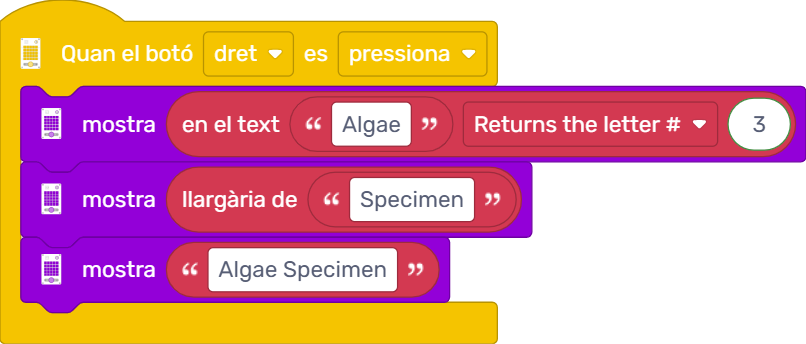 Quan el botó dret es pressiona
mostra en el text “ Algae ” Returns the letter # 3
mostra llargària de “ Specimen ”
mostra “ Algae Specimen ”